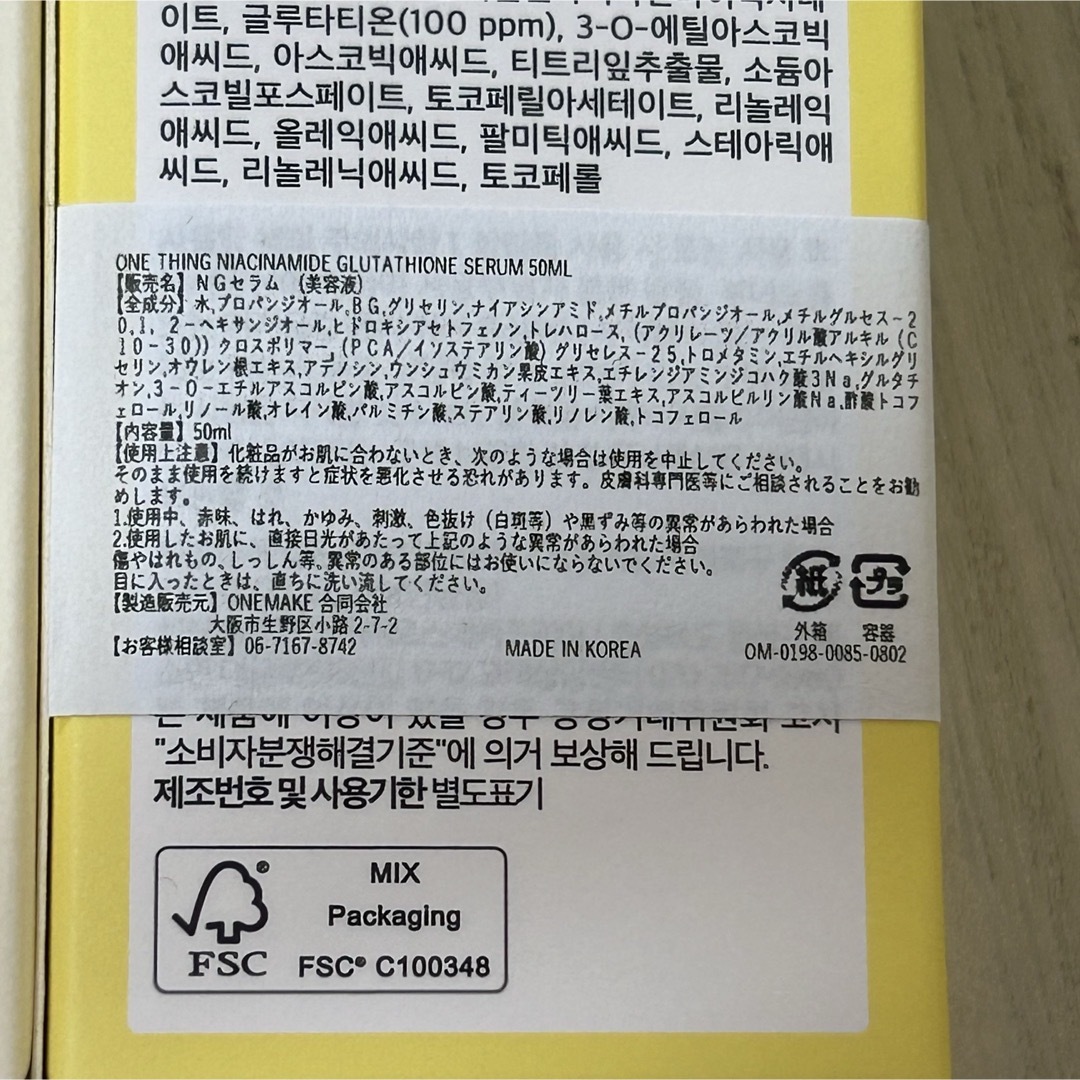 이트, 글루타티온(100 ppm), 3-O-에틸아스코빅
애씨드, 아스코빅애씨드, 티트리잎추출물, 소듐아
스코빌포스페이트, 토코페릴아세테이트, 리놀레익
애씨드, 올레익애씨드, 팔미틱애씨드, 스테아릭애
씨드, 리놀레닉애씨드, 토코페롤
ONE THING NIACINAMIDE GLUTATHIONE SERUM 50ML
【販売名】NGセラム (美容液)
【全成分】水,プロパンジオール,BG,グリセリン,ナイアシンアミド,メチルプロパンジオール,メチルグルセス-2
0,1, 2-ヘキサンジオール,ヒドロキシアセトフェノン,トレハロース, (アクリレーツ/アクリル酸アルキル (C
10-30)) クロスポリマー, (PCA/イソステアリン酸) グリセレス-25,トロメタミン,エチルヘキシルグリ
セリン,オウレン根エキス,アデノシン,ウンシュウミカン果皮エキス,エチレンジアミンジコハク酸3Na,グルタチ
オン,3-O-エチルアスコルビン酸,アスコルビン酸,ティーツリー葉エキス,アスコルビルリン酸Na,酢酸トコフ
ェロール,リノール酸,オレイン酸,パルミチン酸,ステアリン酸,リノレン酸,トコフェロール
【内容量】50ml
【使用上注意】化粧品がお肌に合わないとき、次のような場合は使用を中止してください。
そのまま使用を続けますと症状を悪化させる恐れがあります。皮膚科専門医等にご相談されることをお勧
めします。
1.使用中、赤味、はれ、かゆみ、刺激、色抜け (白斑等) や黒ずみ等の異常があらわれた場合
2.使用したお肌に、直接日光があたって上記のような異常があらわれた場合
傷やはれもの、しっしん等。異常のある部位にはお使いにならないでください。
目に入ったときは、直ちに洗い流してください。
【製造販売元】ONEMAKE 合同会社
大阪市生野区小路 2-7-2
【お客様相談室】06-7167-8742
MADE IN KOREA
紙 プラ
外箱 容器
OM-0198-0085-0802
"소비자분쟁해결기준"에 의거 보상해 드립니다.
제조번호 및 사용기한 별도표기
MIX
Packaging
FSC
FSC® C100348